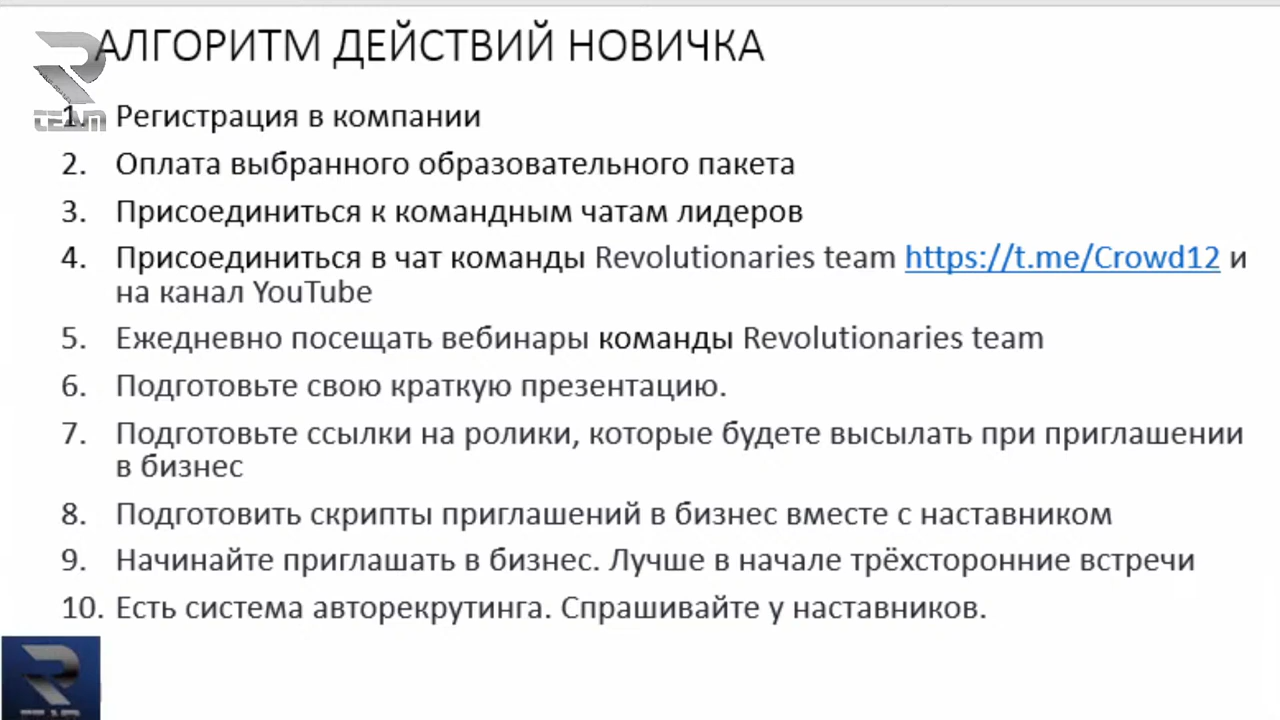 АЛГОРИТМ ДЕЙСТВИЙ НОВИЧКА
TEAM
1. Регистрация в компании
2. Оплата выбранного образовательного пакета
3. Присоединиться к командным чатам лидеров
4. Присоединиться в чат команды Revolutionaries team https://t.me/Crowd12 и
на канал YouTube
5. Ежедневно посещать вебинары команды Revolutionaries team
6. Подготовьте свою краткую презентацию.
7. Подготовьте ссылки на ролики, которые будете высылать при приглашении
в бизнес
8. Подготовить скрипты приглашений в бизнес вместе с наставником
9. Начинайте приглашать в бизнес. Лучше в начале трёхсторонние встречи
10. Есть система авторекрутинга. Спрашивайте у наставников.
TEAM